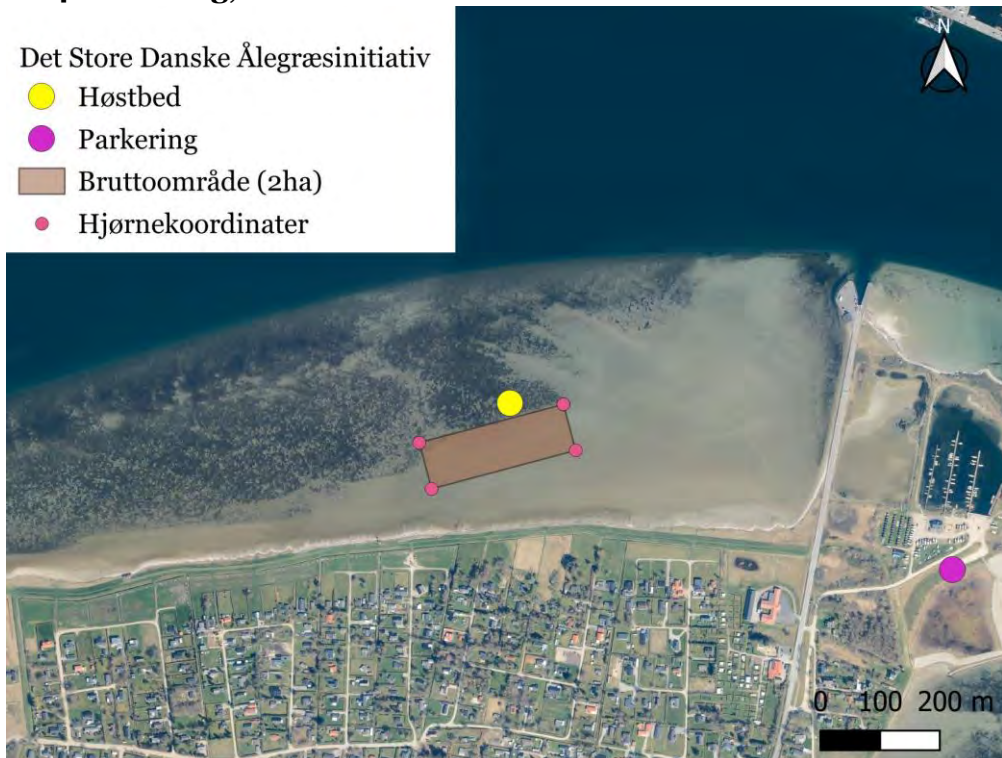 Det Store Danske Ålegræsinitiativ
Høstbed
Parkering
Bruttoområde (2ha)
Hjørnekoordinater
N
0 100 200 m